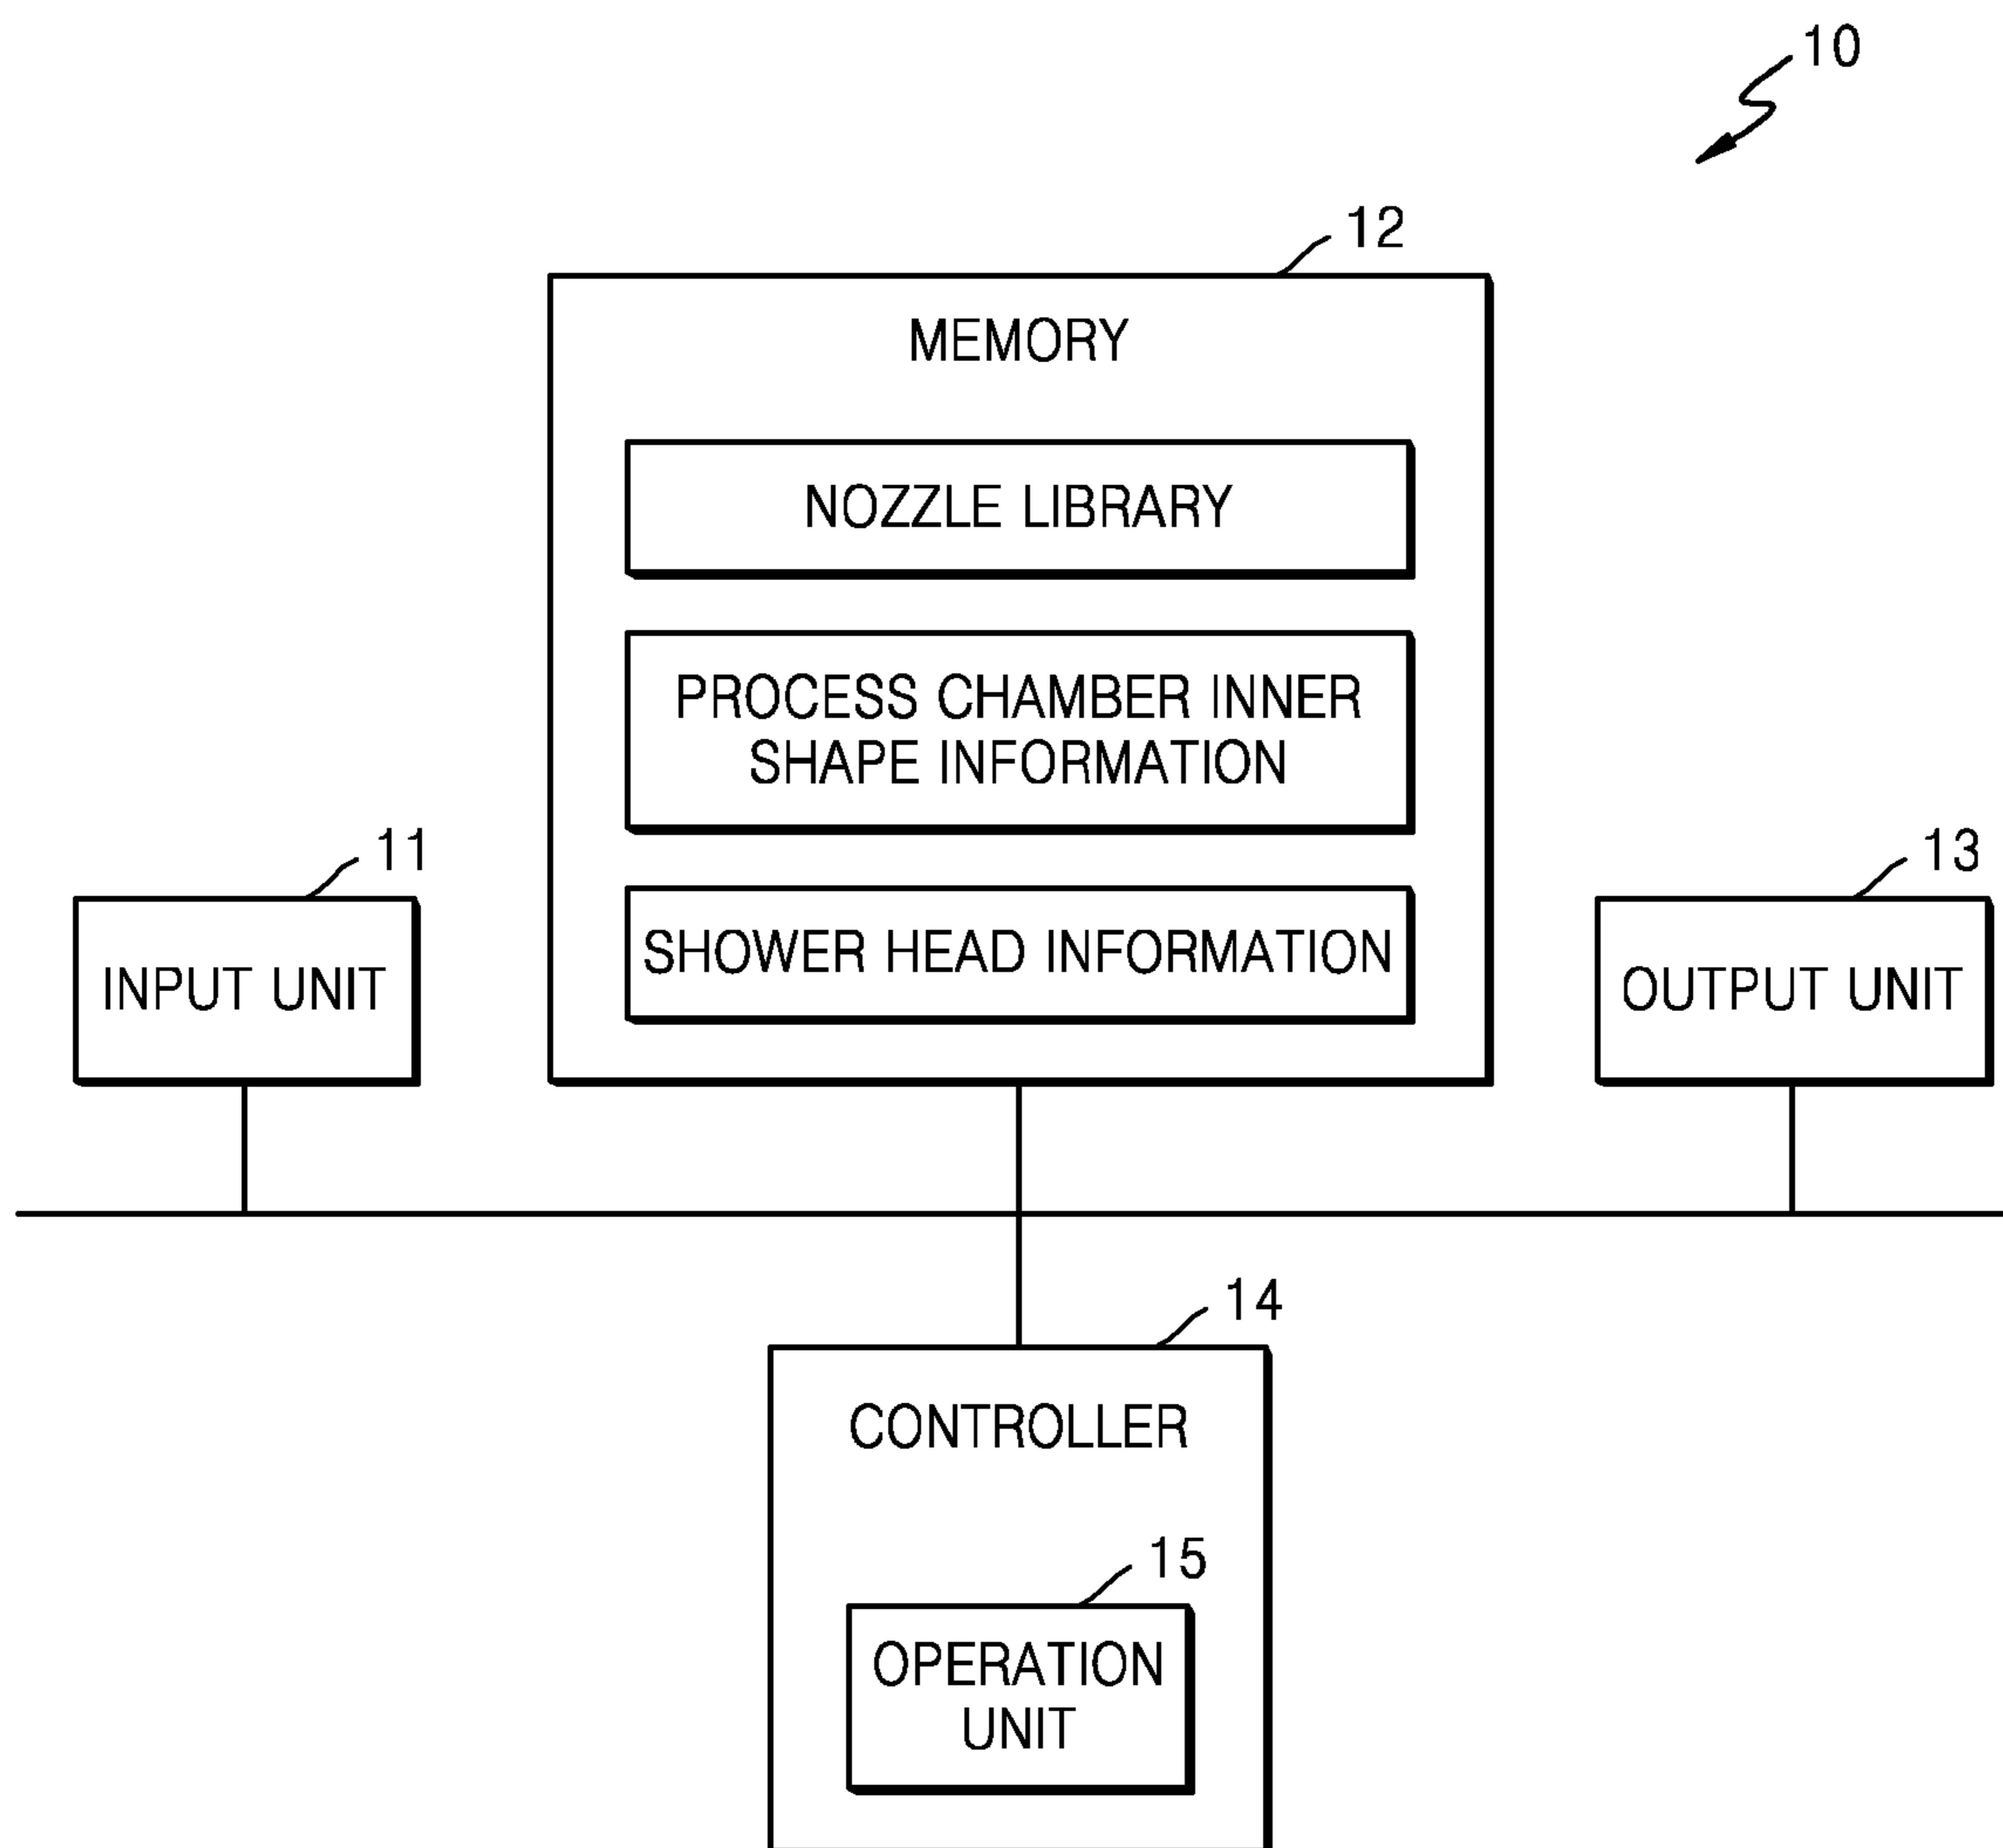 10
12
MEMORY
NOZZLE LIBRARY
PROCESS CHAMBER INNER
SHAPE INFORMATION
SHOWER HEAD INFORMATION
11
INPUT UNIT
13
OUTPUT UNIT
14
CONTROLLER
15
OPERATION
UNIT